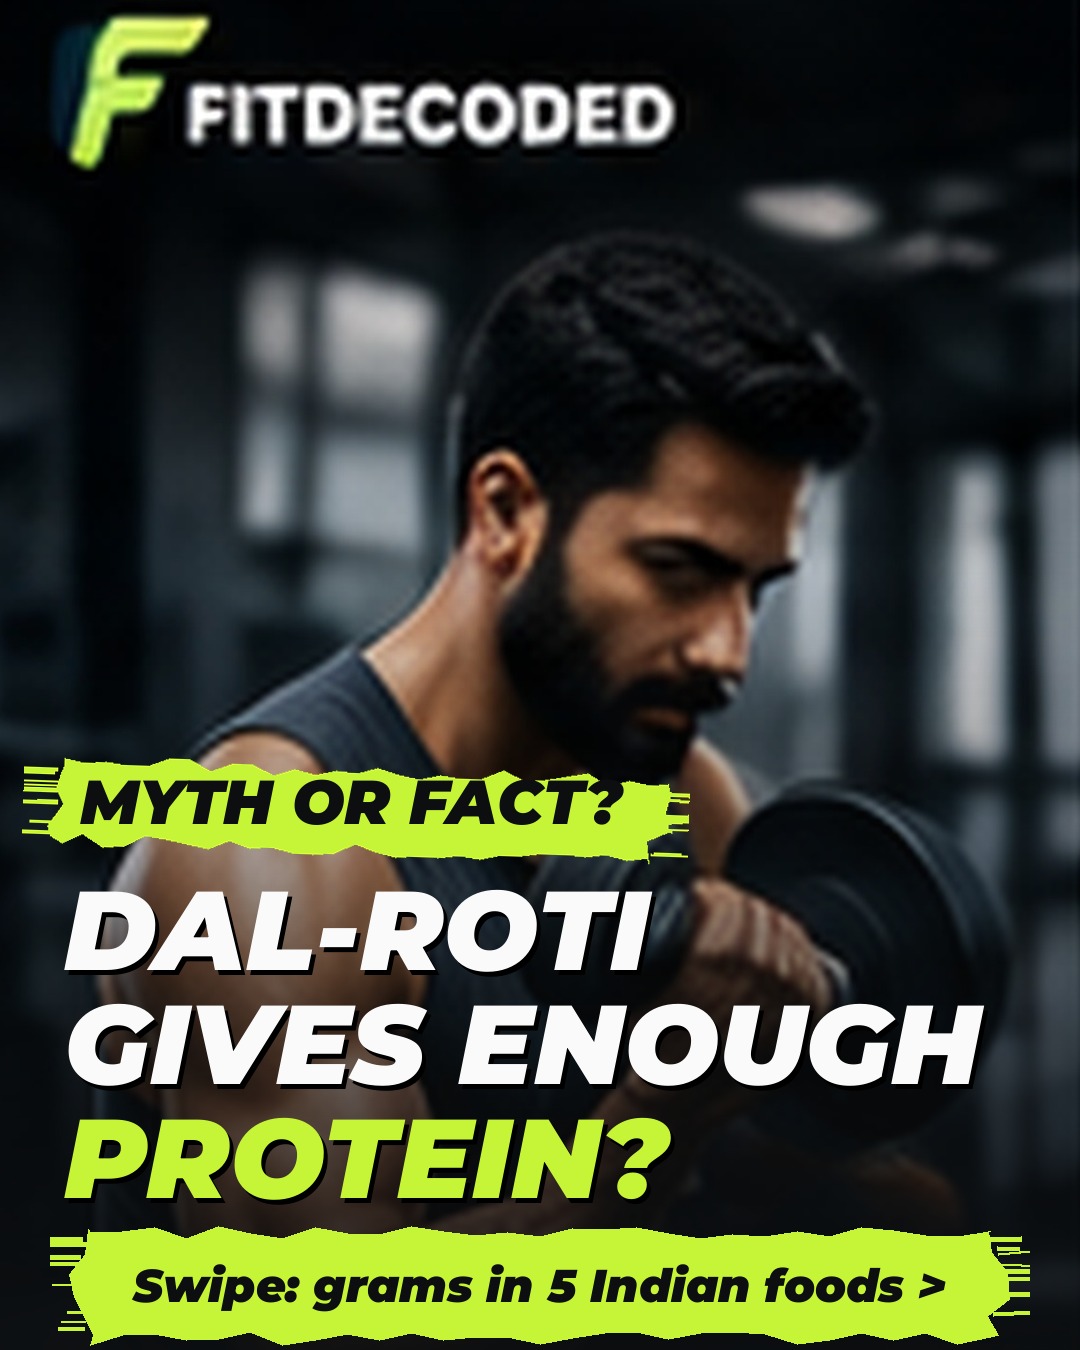 FITDECODED
MYTH OR FACT?
DAL-ROTI
GIVES ENOUGH
PROTEIN?
Swipe: grams in 5 Indian foods >